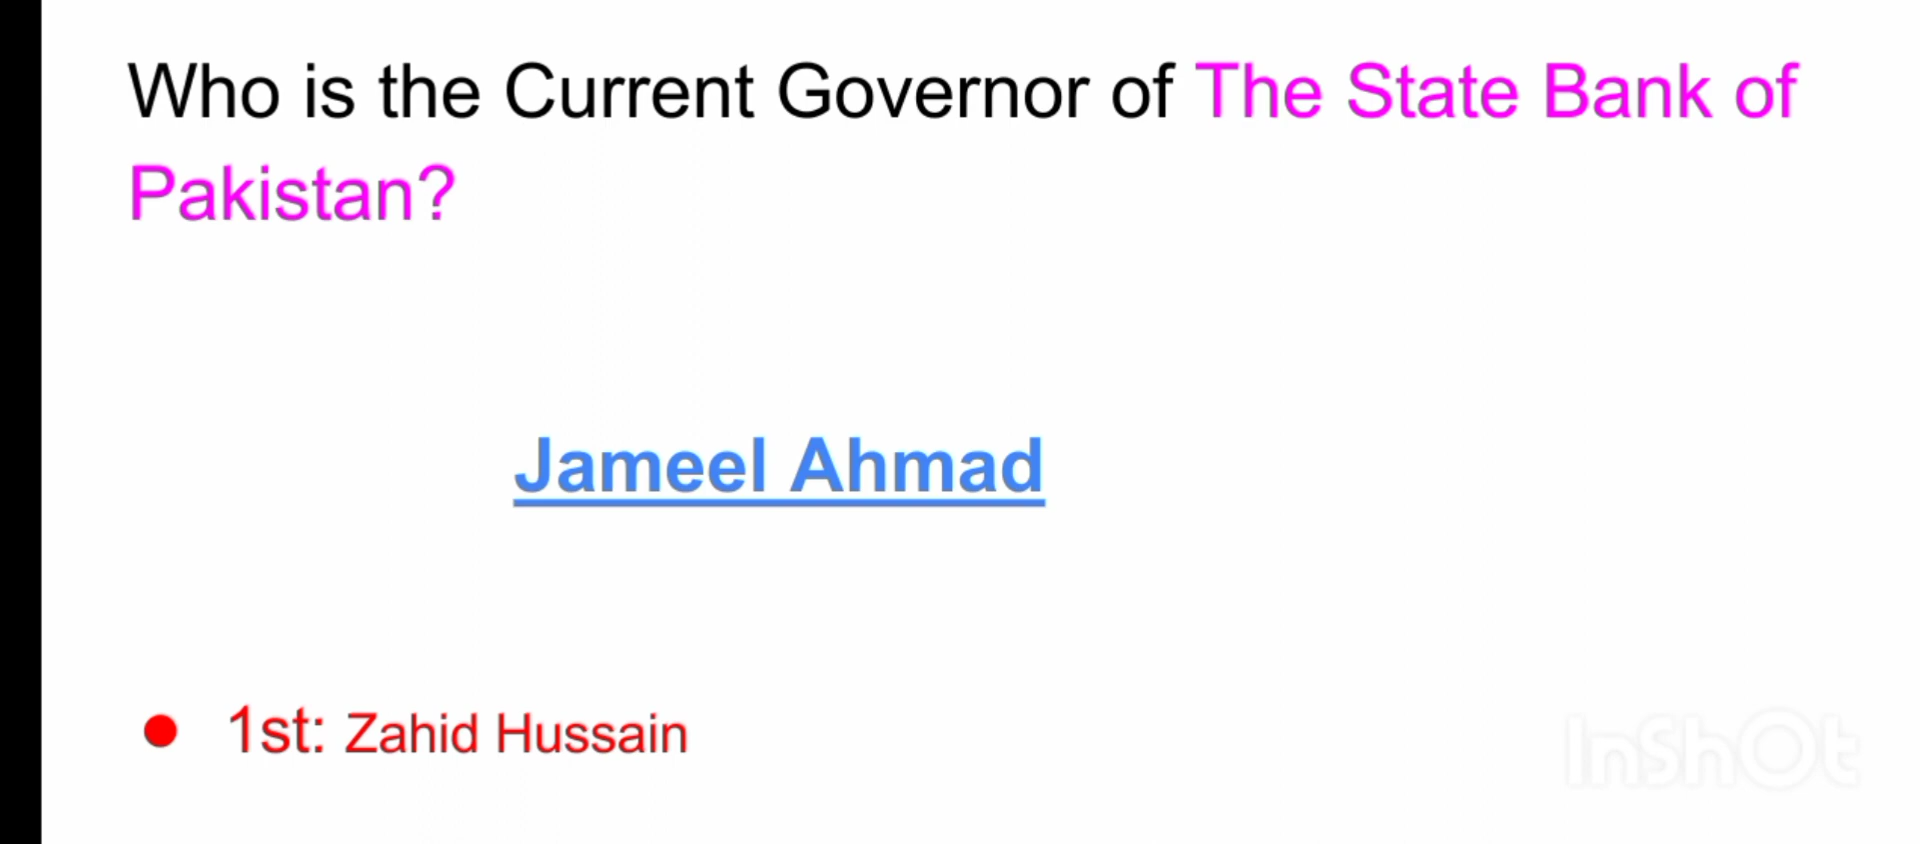 Who is the Current Governor of The State Bank of
Pakistan?
Jameel Ahmad
● 1st: Zahid Hussain
InShOt